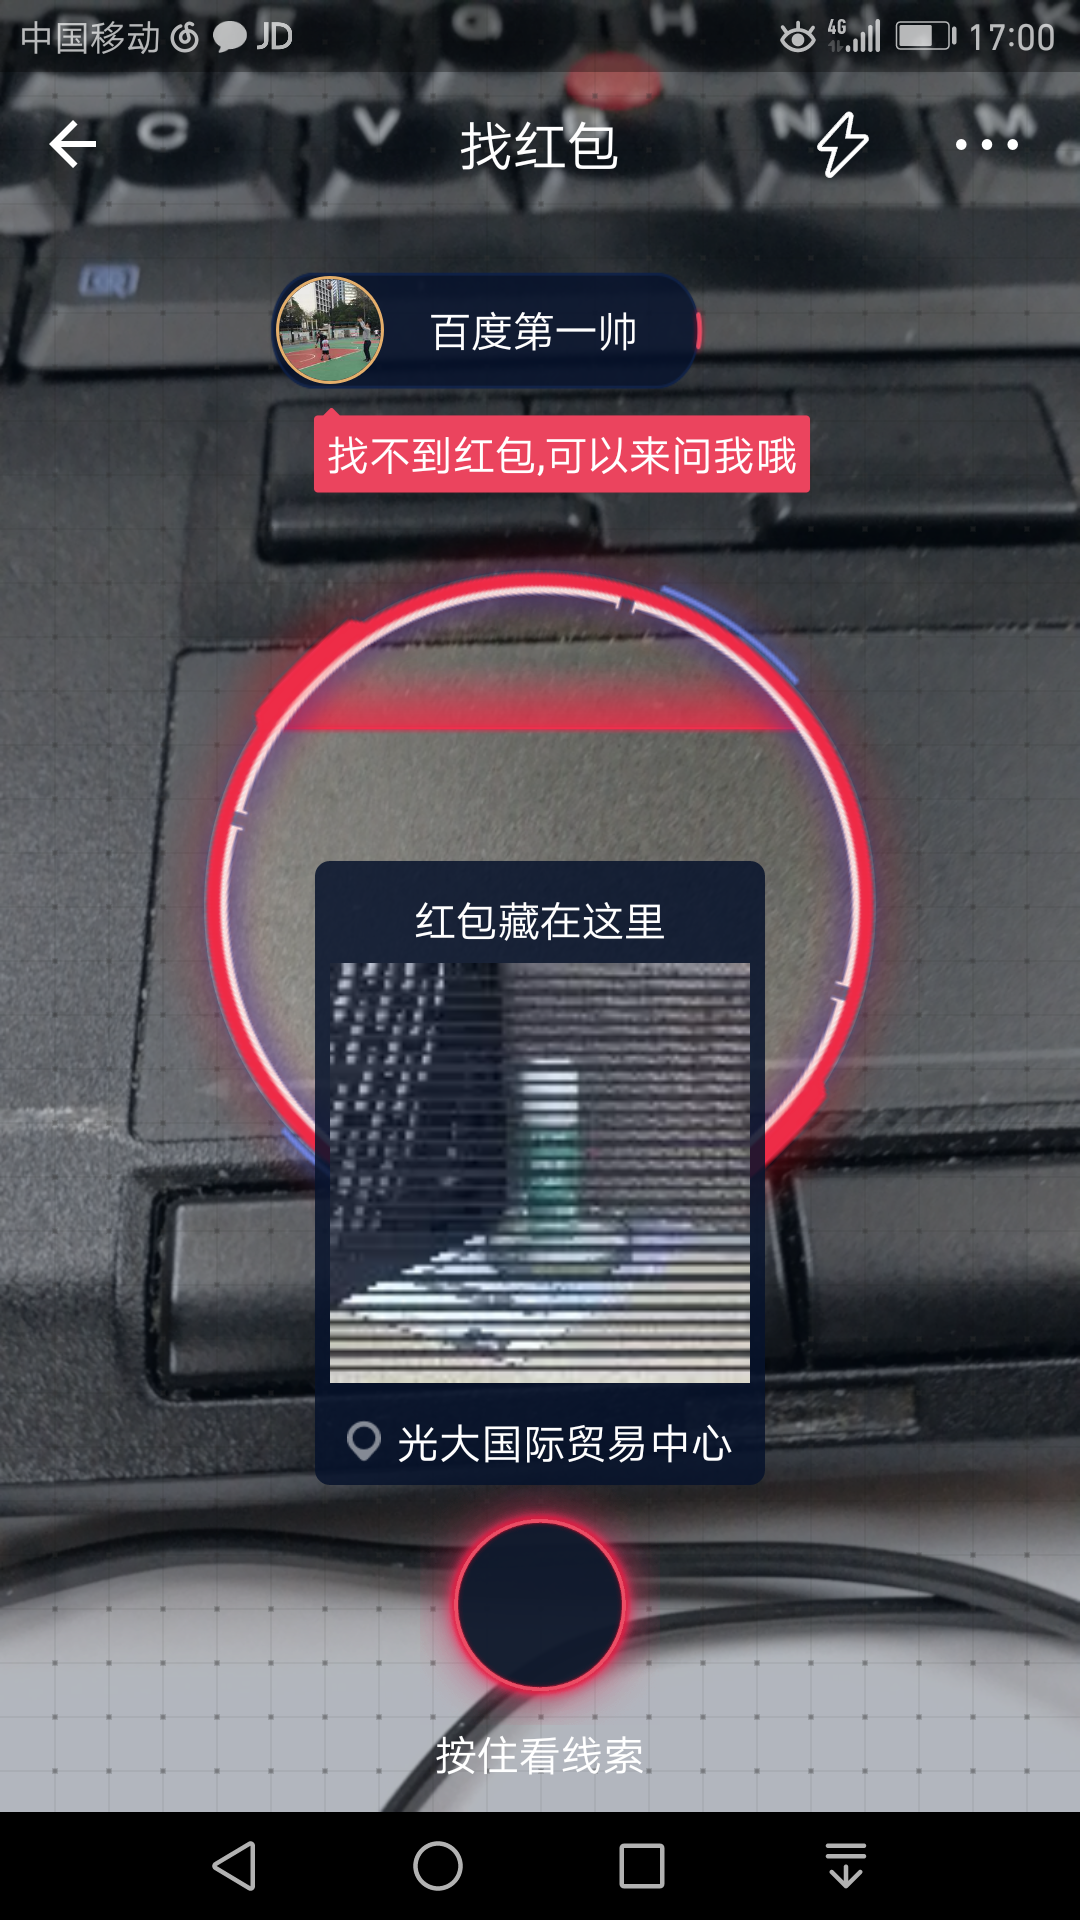 中国移动 JD 4G 17:00
G H K
C V N M
找红包
百度第一帅
找不到红包,可以来问我哦
红包藏在这里
光大国际贸易中心
按住看线索